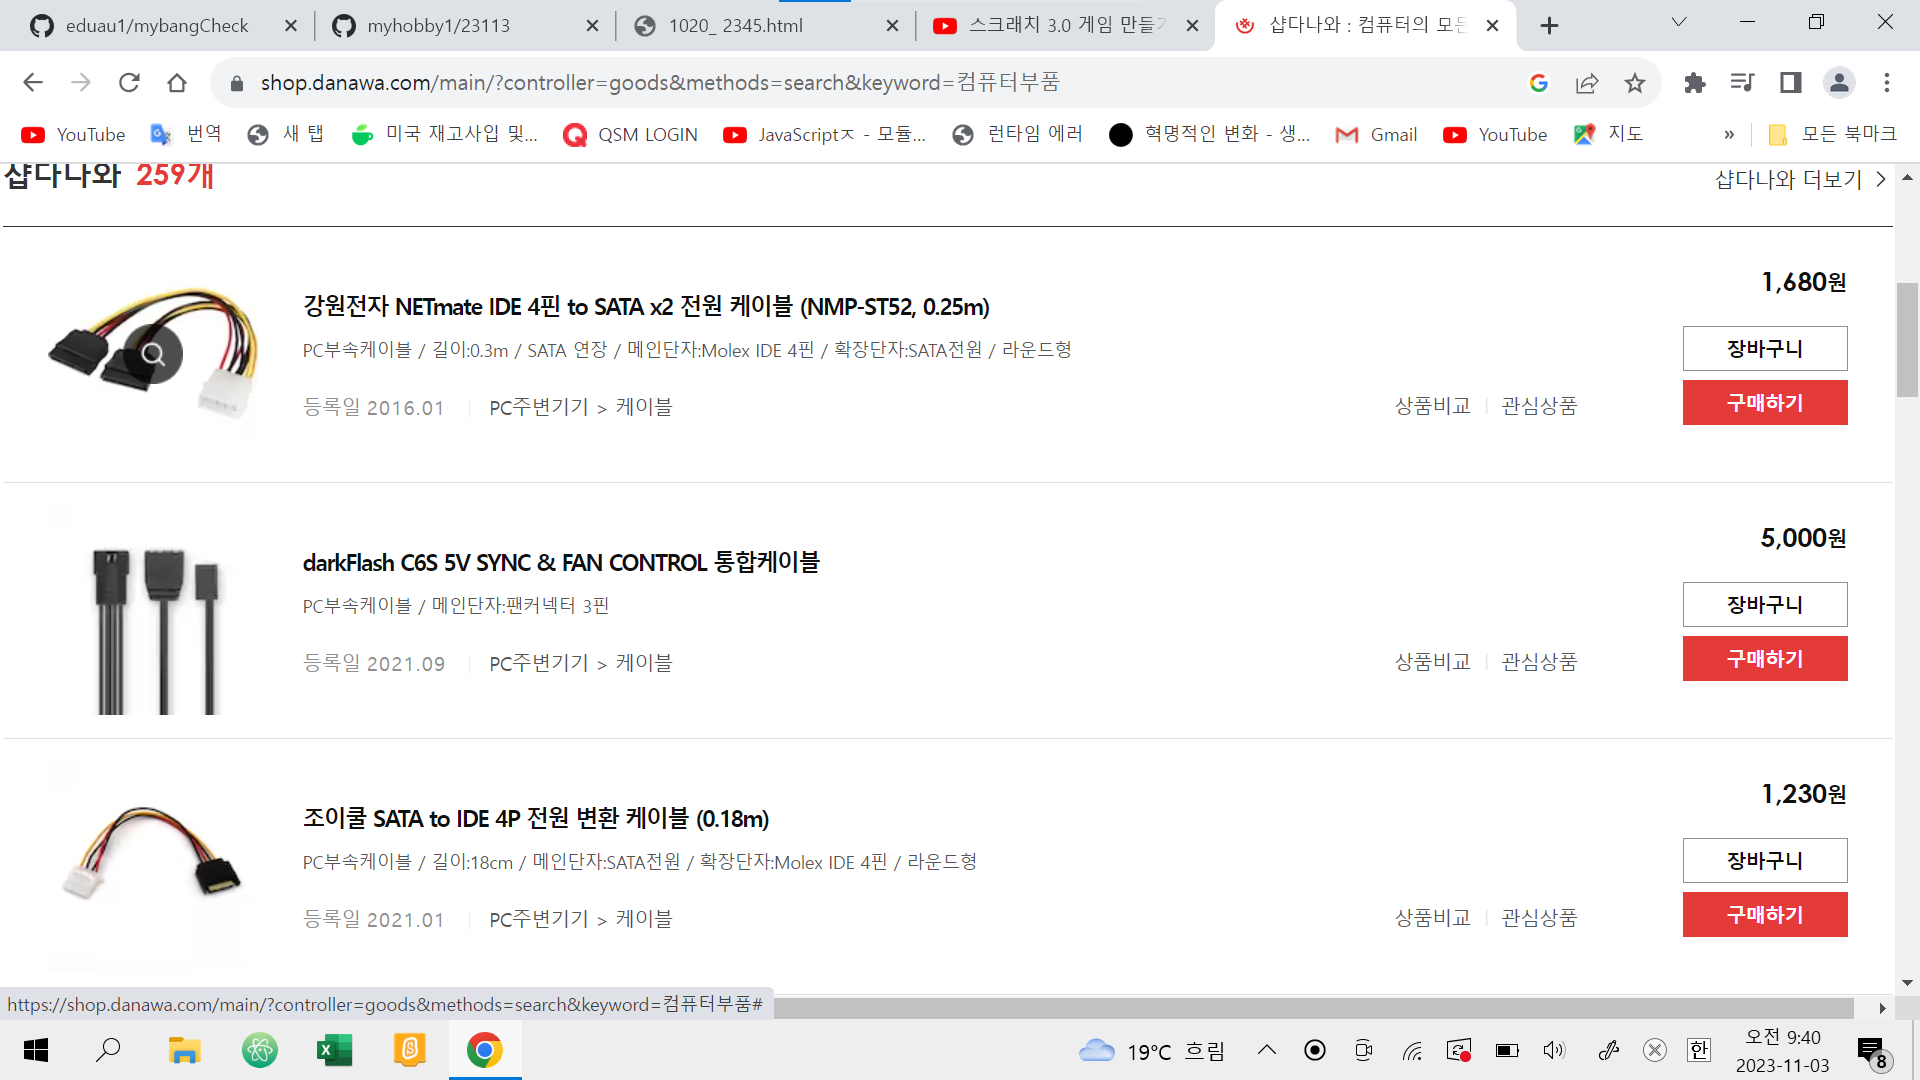 eduau1/mybangCheck
myhobby1/23113
1020_ 2345.html
스크래치 3.0 게임 만들기
샵다나와 : 컴퓨터의 모든
shop.danawa.com/main/?controller=goods&methods=search&keyword=컴퓨터부품
YouTube
번역
새 탭
미국 재고사입 및...
QSM LOGIN
JavaScriptㅈ - 모듈...
런타임 에러
혁명적인 변화 - 생...
Gmail
YouTube
지도
»
모든 북마크
샵다나와 259개
샵다나와 더보기 >
강원전자 NETmate IDE 4핀 to SATA x2 전원 케이블 (NMP-ST52, 0.25m)
PC부속케이블 / 길이:0.3m / SATA 연장 / 메인단자:Molex IDE 4핀 / 확장단자:SATA전원 / 라운드형
등록일 2016.01
PC주변기기 > 케이블
상품비교
관심상품
1,680원
장바구니
구매하기
darkFlash C6S 5V SYNC & FAN CONTROL 통합케이블
PC부속케이블 / 메인단자:팬커넥터 3핀
등록일 2021.09
PC주변기기 > 케이블
상품비교
관심상품
5,000원
장바구니
구매하기
조이쿨 SATA to IDE 4P 전원 변환 케이블 (0.18m)
PC부속케이블 / 길이:18cm / 메인단자:SATA전원 / 확장단자:Molex IDE 4핀 / 라운드형
등록일 2021.01
PC주변기기 > 케이블
상품비교
관심상품
1,230원
장바구니
구매하기
https://shop.danawa.com/main/?controller=goods&methods=search&keyword=컴퓨터부품#
19°C 흐림
한
오전 9:40
2023-11-03
8